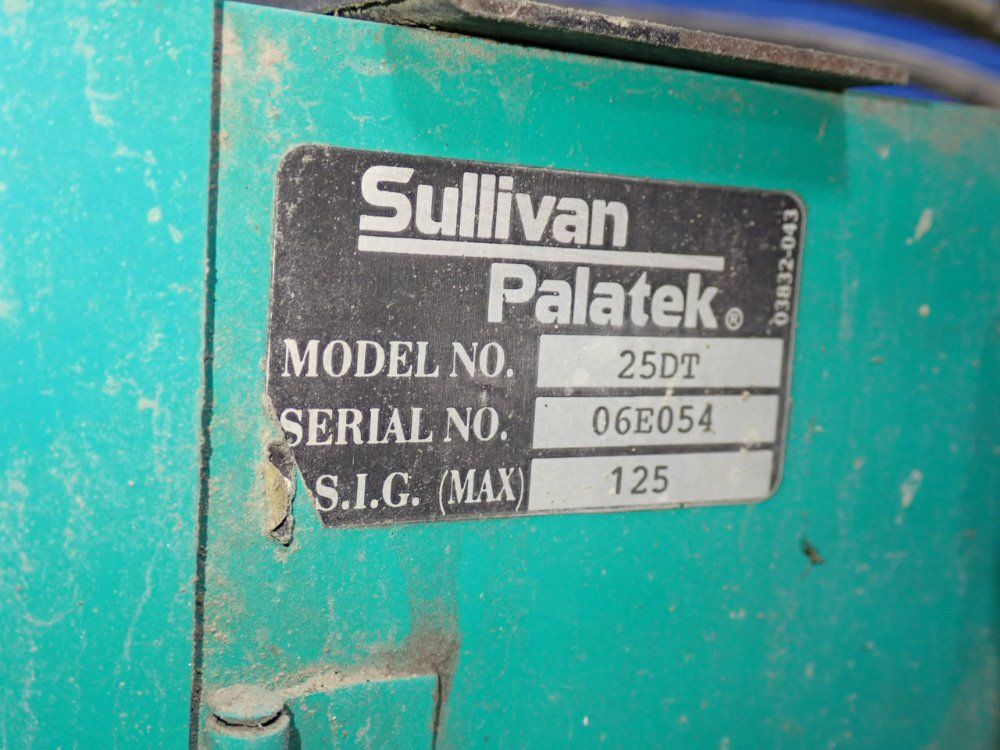 Sullivan
Palatek®
03832-043
MODEL NO. 25DT
SERIAL NO. 06E054
S.I.G. (MAX) 125